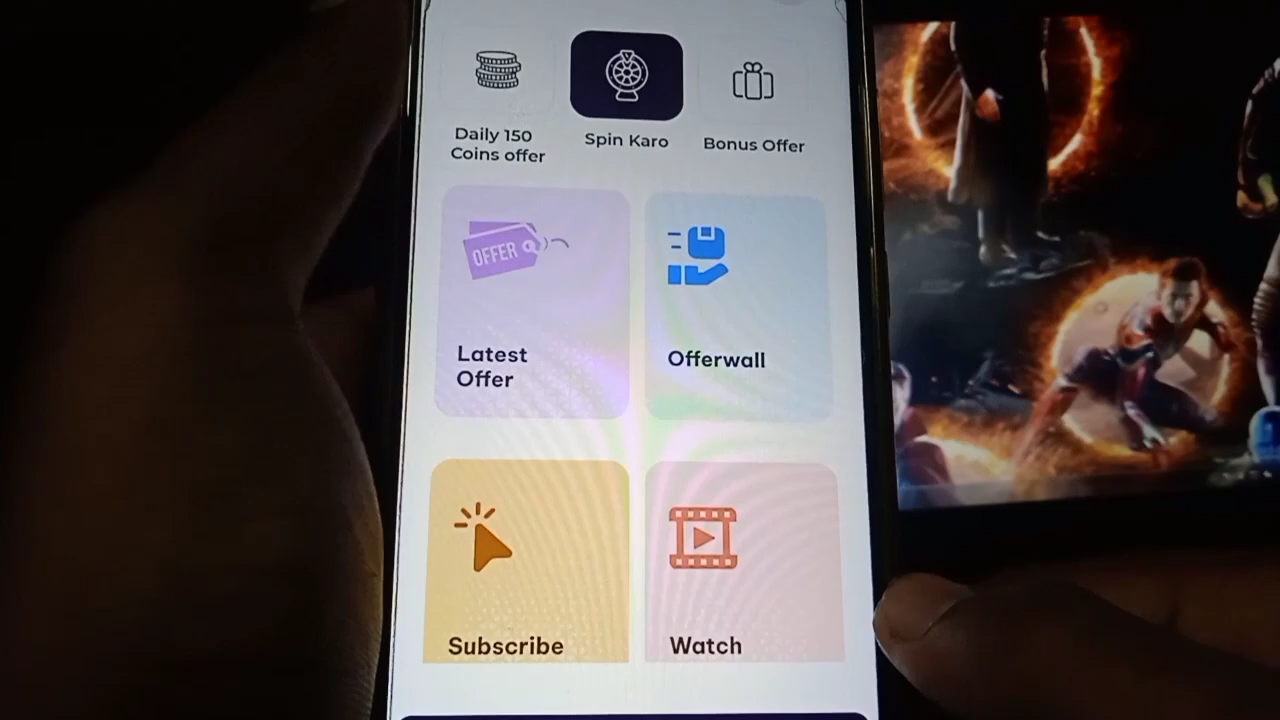 Daily 150
Coins offer
Spin Karo
Bonus Offer
OFFER
Latest
Offer
Offerwall
Subscribe
Watch